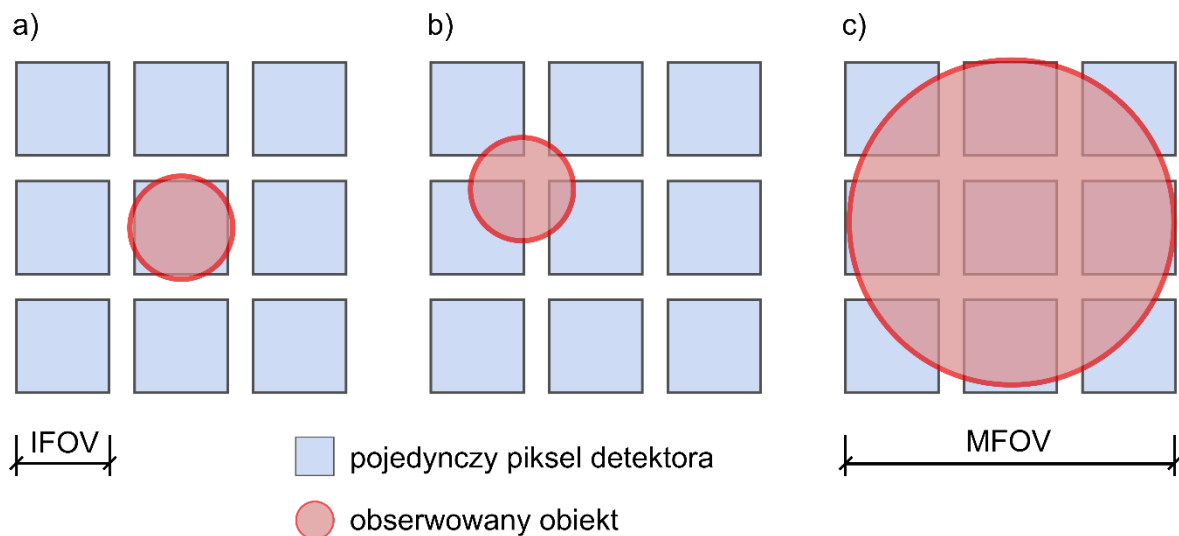 a)
b)
c)
IFOV
MFOV
pojedynczy piksel detektora
obserwowany obiekt